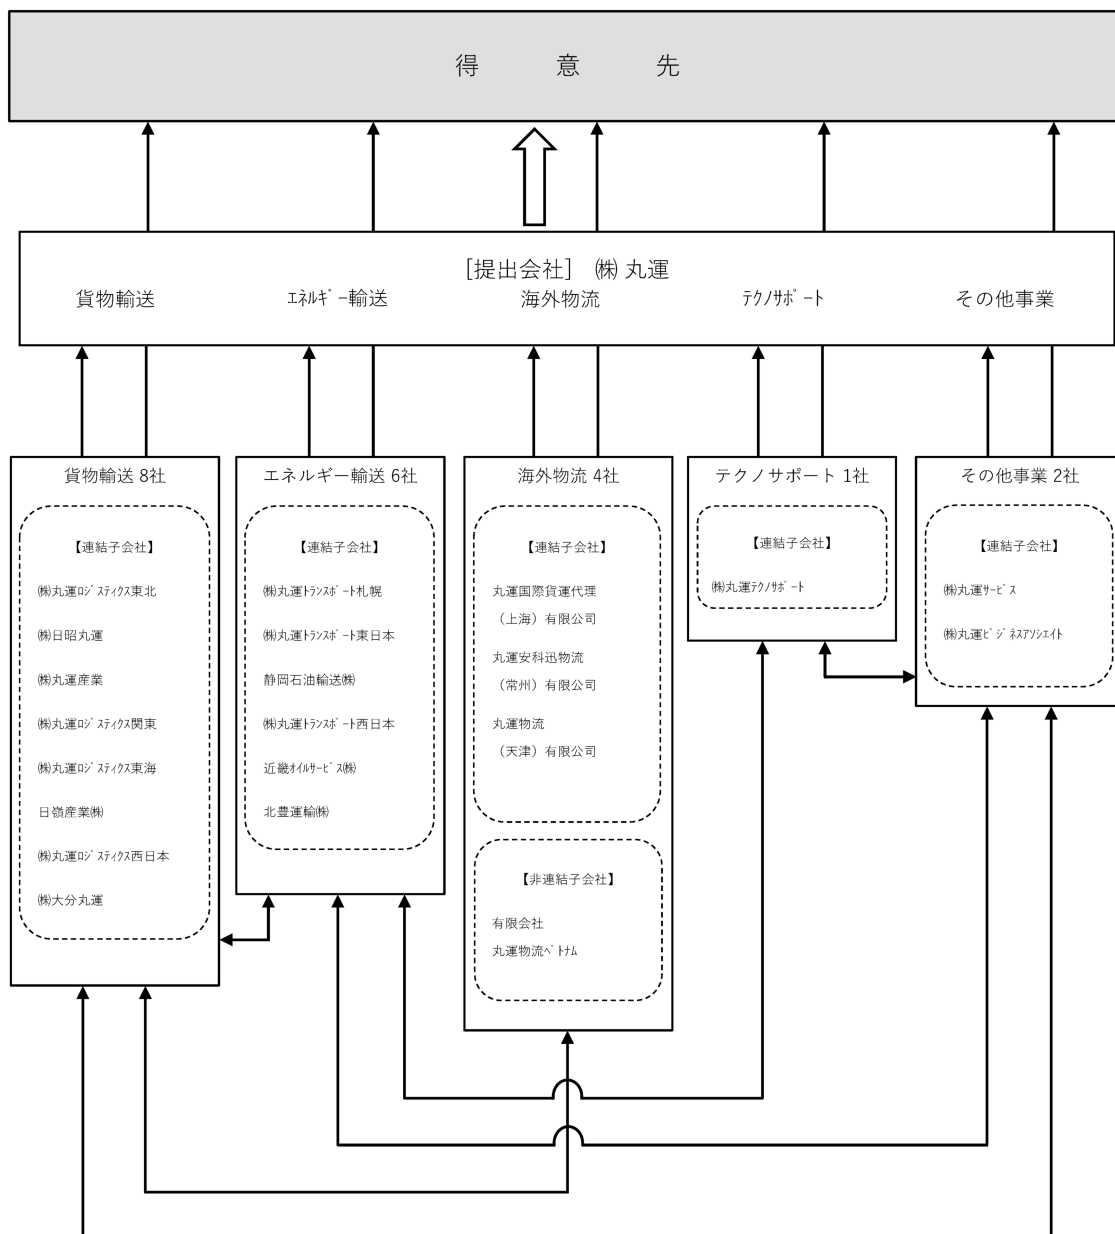 得 意 先
[提出会社] ㈱ 丸運
貨物輸送
ｴﾈﾙｷﾞｰ輸送
海外物流
ﾃｸﾉｻﾎﾟｰﾄ
その他事業
貨物輸送 8社
【連結子会社】
㈱丸運ﾛｼﾞｽﾃｨｸｽ東北
㈱日昭丸運
㈱丸運産業
㈱丸運ﾛｼﾞｽﾃｨｸｽ関東
㈱丸運ﾛｼﾞｽﾃｨｸｽ東海
日嶺産業㈱
㈱丸運ﾛｼﾞｽﾃｨｸｽ西日本
㈱大分丸運
エネルギー輸送 6社
【連結子会社】
㈱丸運ﾄﾗﾝｽﾎﾟｰﾄ札幌
㈱丸運ﾄﾗﾝｽﾎﾟｰﾄ東日本
静岡石油輸送㈱
㈱丸運ﾄﾗﾝｽﾎﾟｰﾄ西日本
近畿ｵｲﾙｻｰﾋﾞｽ㈱
北豊運輸㈱
海外物流 4社
【連結子会社】
丸運国際貨運代理
（上海）有限公司
丸運安科迅物流
（常州）有限公司
丸運物流
（天津）有限公司
【非連結子会社】
有限会社
丸運物流ﾍﾞﾄﾅﾑ
テクノサポート 1社
【連結子会社】
㈱丸運ﾃｸﾉｻﾎﾟｰﾄ
その他事業 2社
【連結子会社】
㈱丸運ｻｰﾋﾞｽ
㈱丸運ﾋﾞｼﾞﾈｽｱｿｼｴｲﾄ